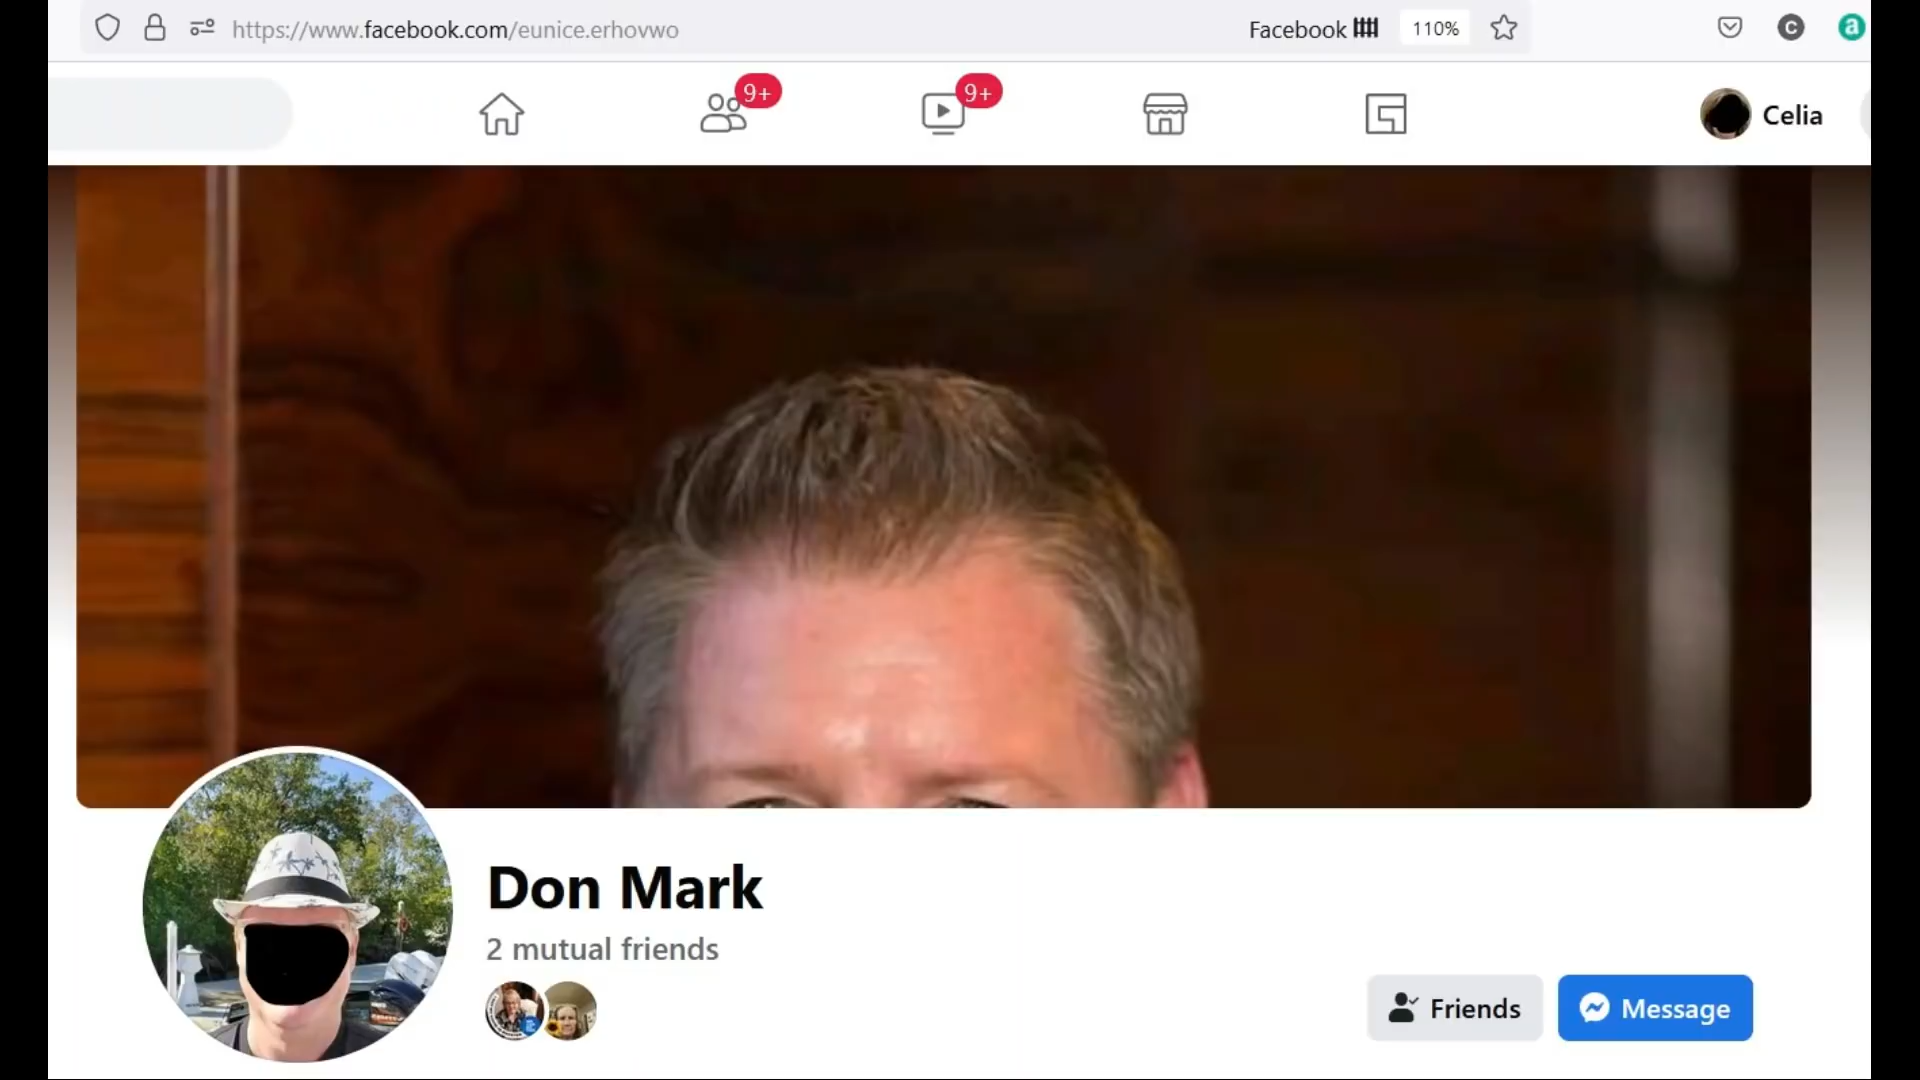 https://www.facebook.com/eunice.erhovwo
Facebook
110%
C
a
9+
9+
Celia
Don Mark
2 mutual friends
Friends
Message